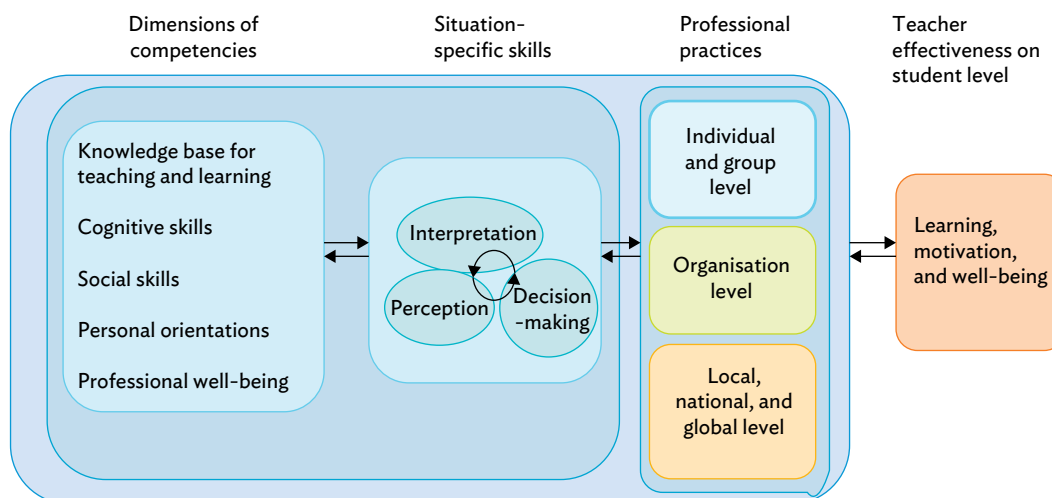 Dimensions of
competencies
Situation-
specific skills
Professional
practices
Teacher
effectiveness on
student level
Knowledge base for
teaching and learning
Cognitive skills
Social skills
Personal orientations
Professional well-being
Interpretation
Perception
Decision
-making
Individual
and group
level
Organisation
level
Local,
national, and
global level
Learning,
motivation,
and well-being